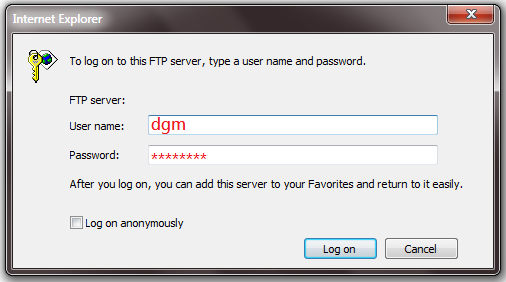 Internet Explorer
To log on to this FTP server, type a user name and password.
FTP server:
User name: dgm
Password: ********
After you log on, you can add this server to your Favorites and return to it easily.
Log on anonymously
Log on Cancel